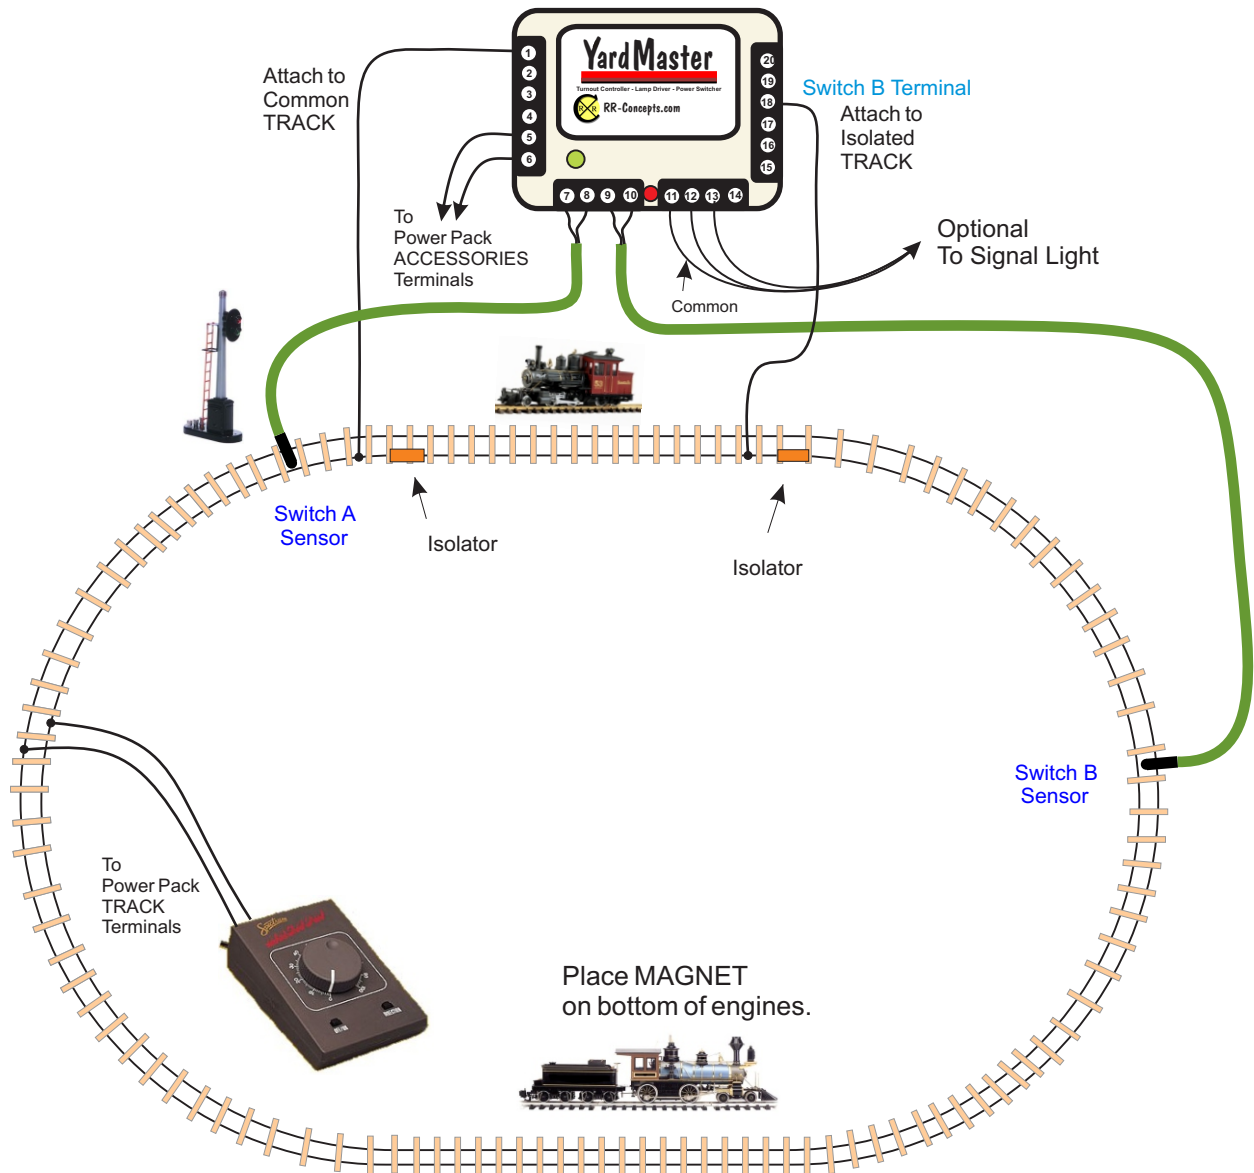 YardMaster
Turnout Controller - Lamp Driver - Power Switcher
R R
RR-Concepts.com
1
2
3
4
5
6
7
8
9
10
11
12
13
14
20
19
18
17
16
15
Attach to
Common
TRACK
Switch B Terminal
Attach to
Isolated
TRACK
To
Power Pack
ACCESSORIES
Terminals
Optional
To Signal Light
Common
Switch A
Sensor
Isolator
Isolator
Switch B
Sensor
To
Power Pack
TRACK
Terminals
Place MAGNET
on bottom of engines.